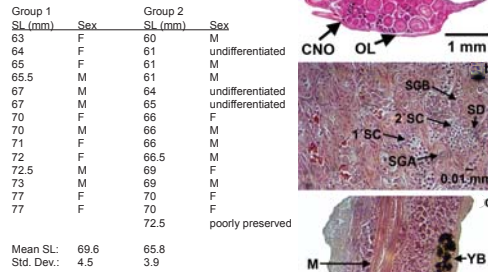 Group 1 Group 2
SL (mm) Sex SL (mm) Sex
63 F 60 M
64 F 61 undifferentiated
65 F 61 M
65.5 M 61 M
67 M 64 undifferentiated
67 M 65 undifferentiated
70 F 66 F
70 M 66 M
71 F 66 M
72 F 66.5 M
72.5 M 69 F
73 M 69 M
77 F 70 F
77 F 70 F
72.5 poorly preserved
Mean SL: 69.6 65.8
Std. Dev.: 4.5 3.9
CNO OL 1 mm
SGB
SD
2°SC
1°SC
SGA
0.01 mm
M YB